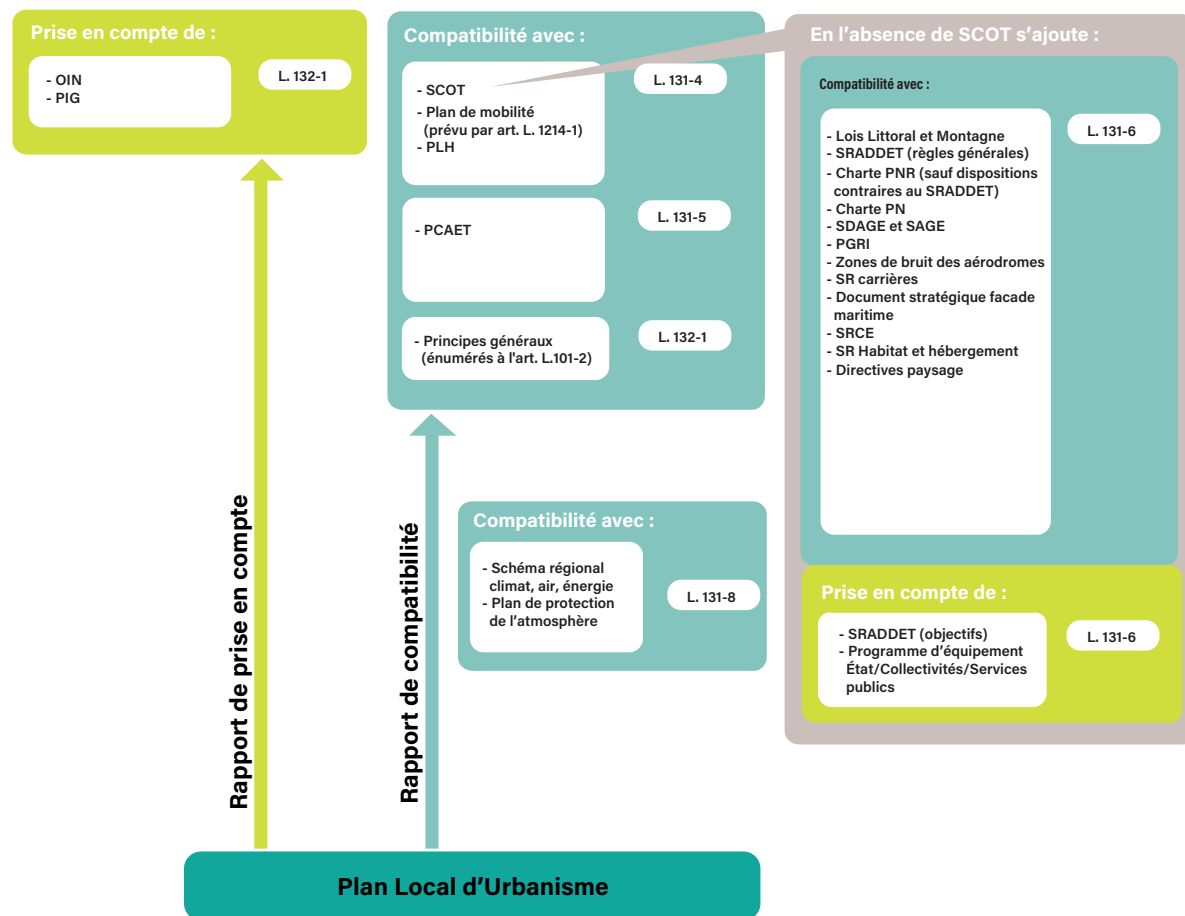 Prise en compte de :
- OIN
- PIG
L. 132-1
Compatibilité avec :
- SCOT
- Plan de mobilité
(prévu par art. L. 1214-1)
- PLH
L. 131-4
- PCAET
L. 131-5
- Principes généraux
(énumérés à l'art. L.101-2)
L. 132-1
En l'absence de SCOT s'ajoute :
Compatibilité avec :
- Lois Littoral et Montagne
- SRADDET (règles générales)
- Charte PNR (sauf dispositions
contraires au SRADDET)
- Charte PN
- SDAGE et SAGE
- PGRI
- Zones de bruit des aérodromes
- SR carrières
- Document stratégique facade
maritime
- SRCE
- SR Habitat et hébergement
- Directives paysage
L. 131-6
Prise en compte de :
- SRADDET (objectifs)
- Programme d'équipement
État/Collectivités/Services
publics
L. 131-6
Compatibilité avec :
- Schéma régional
climat, air, énergie
- Plan de protection
de l'atmosphère
L. 131-8
Rapport de prise en compte
Rapport de compatibilité
Plan Local d'Urbanisme